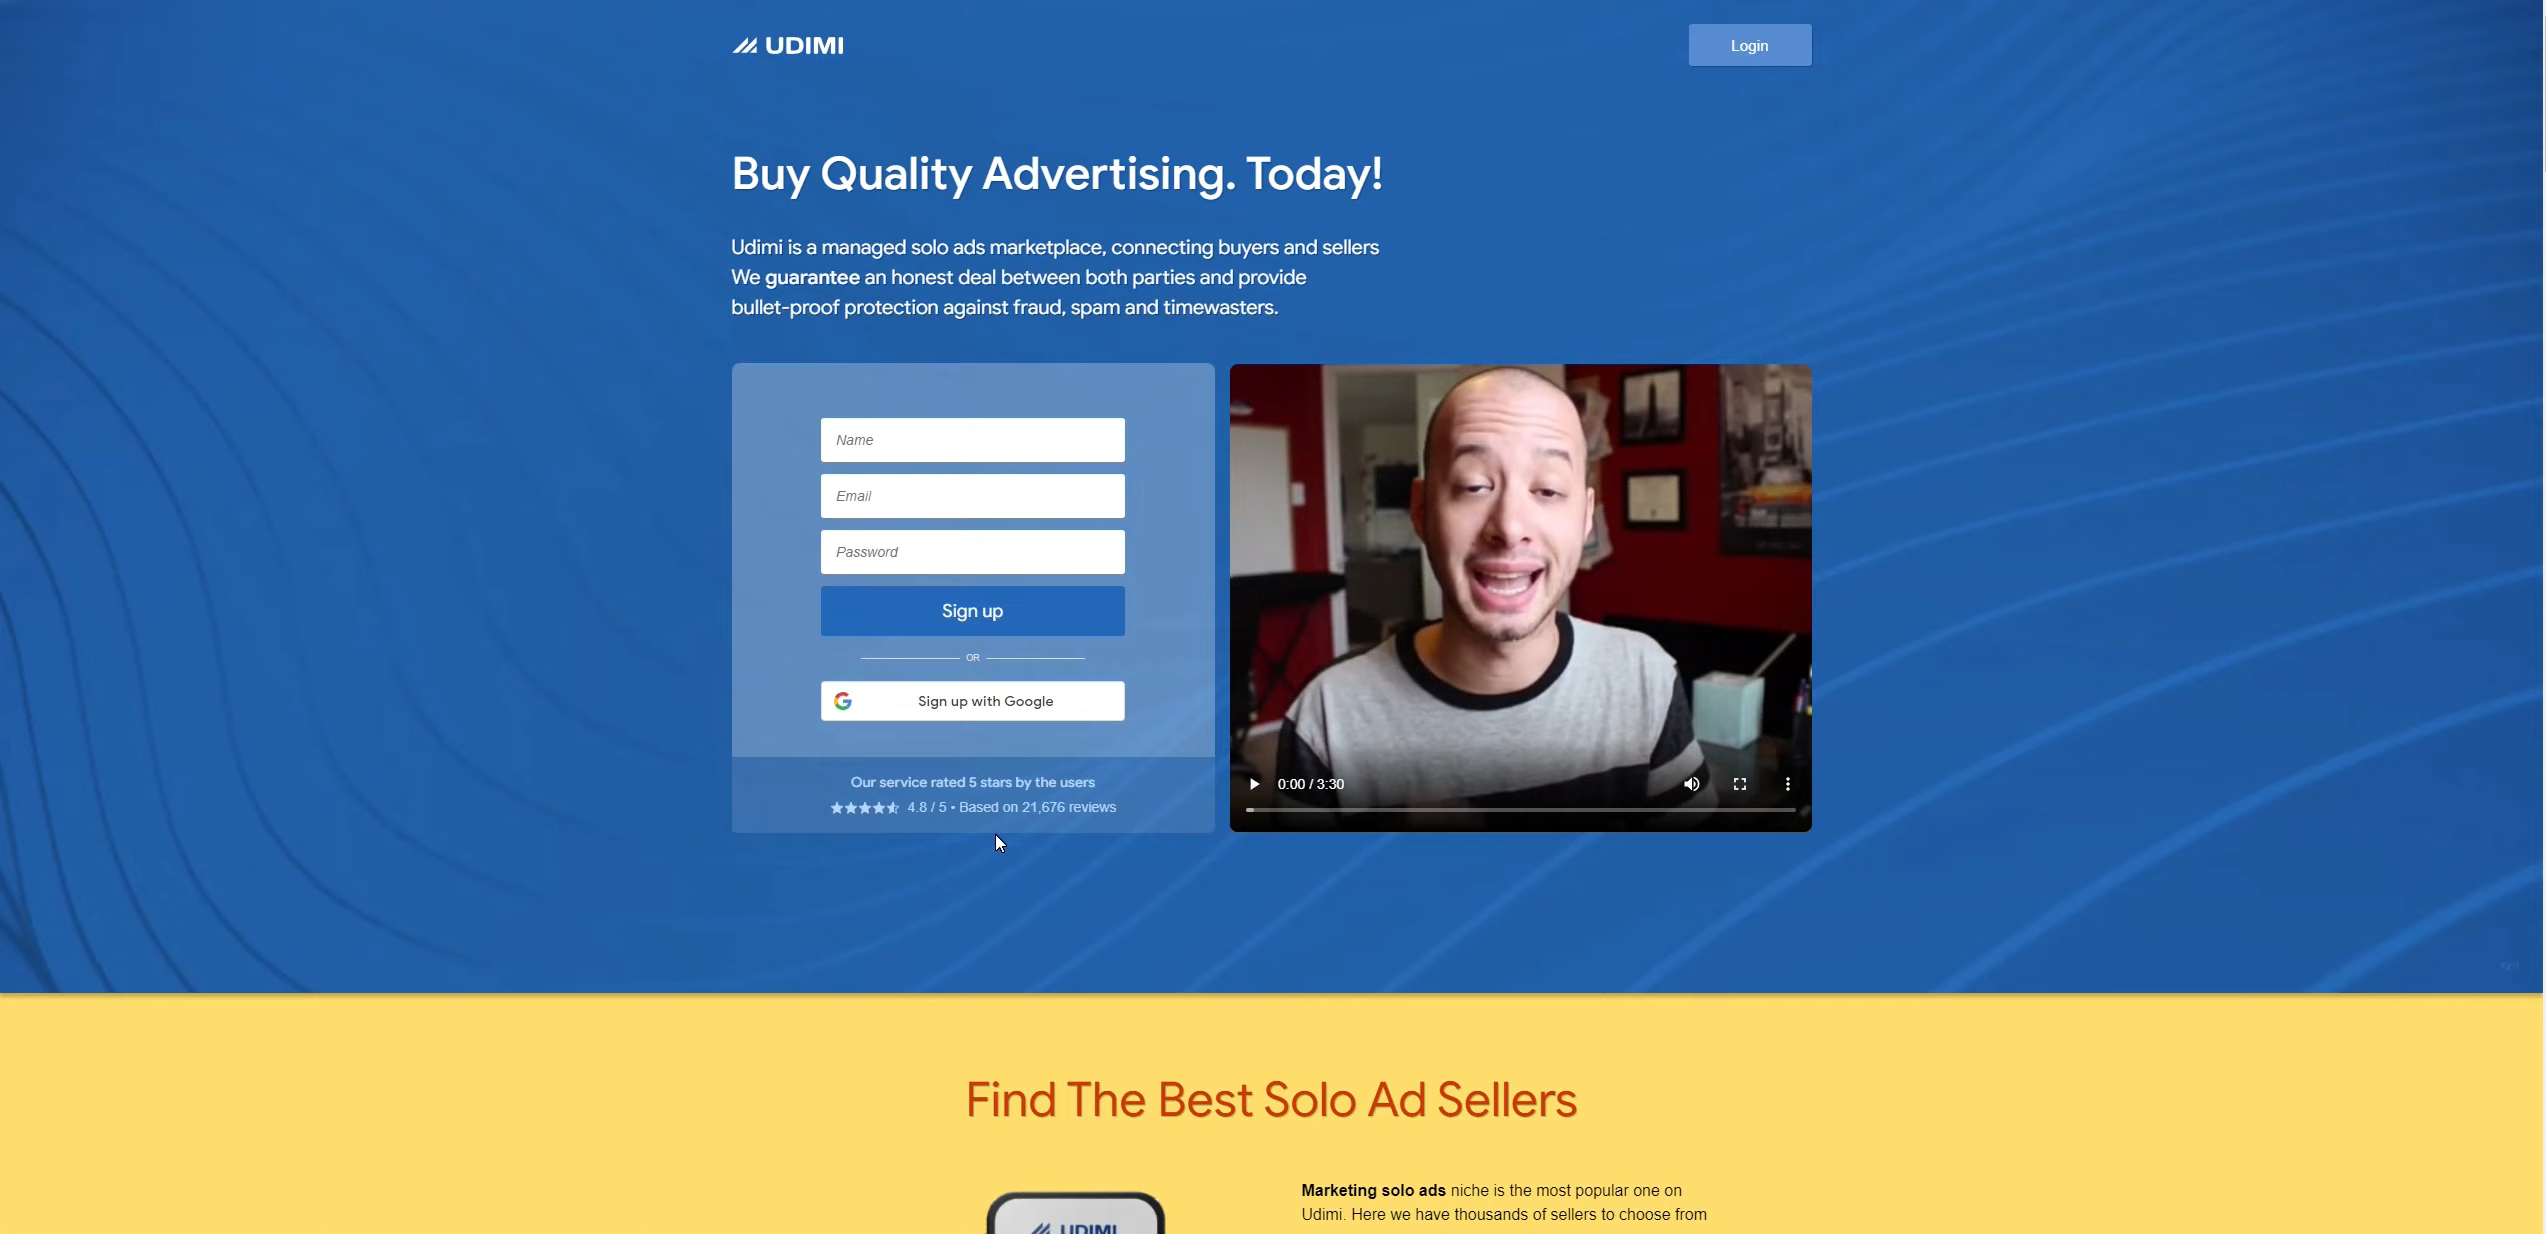 UDIMI
Login
Buy Quality Advertising. Today!
Udimi is a managed solo ads marketplace, connecting buyers and sellers
We guarantee an honest deal between both parties and provide
bullet-proof protection against fraud, spam and timewasters.
Name
Email
Password
Sign up
OR
Sign up with Google
Our service rated 5 stars by the users
4.8 / 5 • Based on 21,676 reviews
0:00 / 3:30
Find The Best Solo Ad Sellers
Marketing solo ads niche is the most popular one on
Udimi. Here we have thousands of sellers to choose from
UDIMI